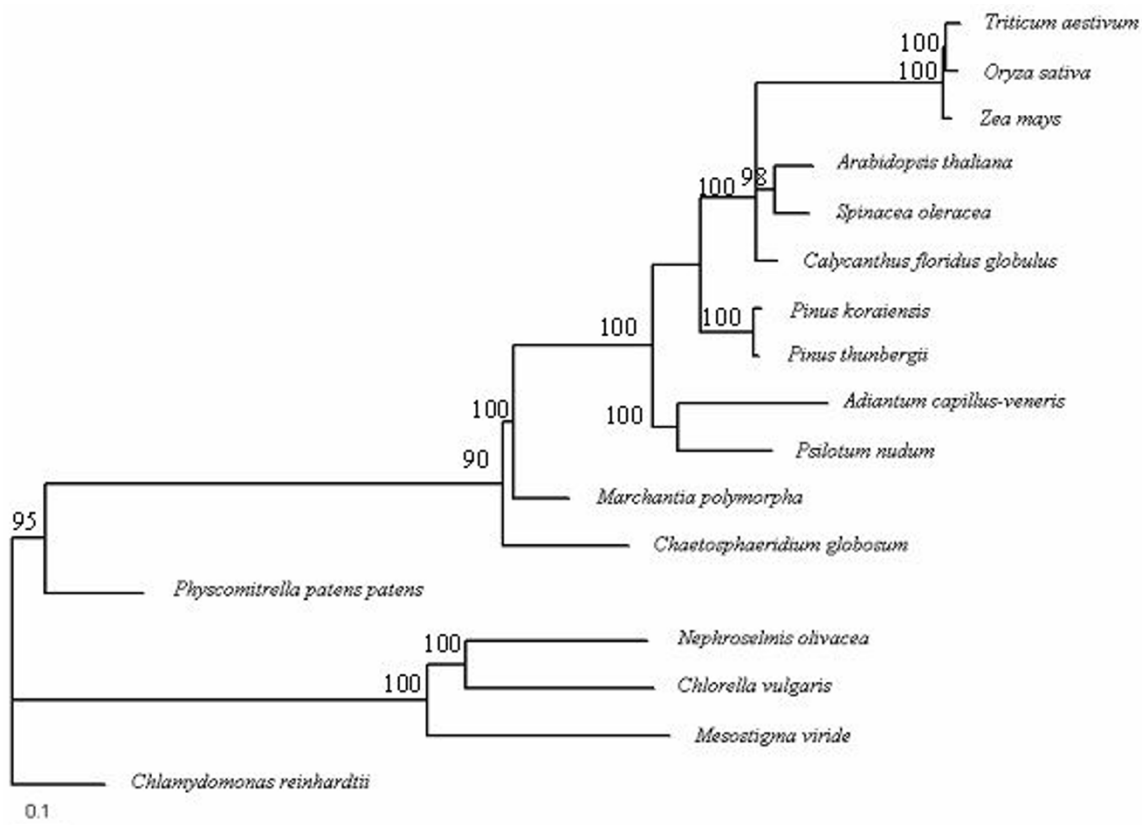 Triticum aestivum
100
100
Oryza sativa
Zea mays
Arabidopsis thaliana
100
98
Spinacea oleracea
Calycanthus floridus globulus
Pinus koraiensis
100
100
Pinus thunbergii
Adiantum capillus-veneris
100
100
Psilotum nudum
90
Marchantia polymorpha
95
Chaetosphaeridium globosum
Physcomitrella patens patens
Nephroselmis olivacea
100
100
Chlorella vulgaris
Mesostigma viride
Chlamydomonas reinhardtii
0.1